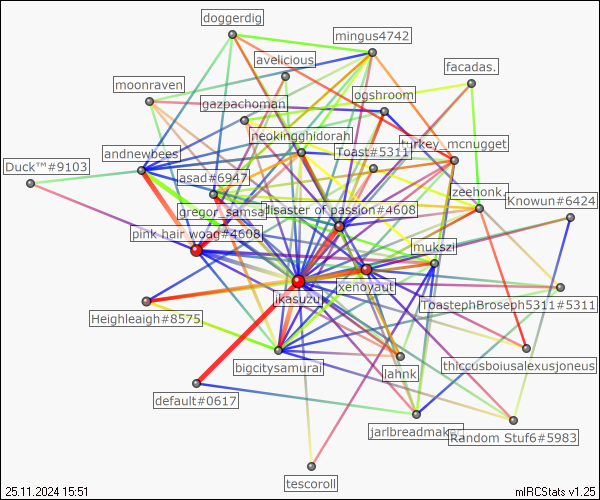 doggerdig
mingus4742
avelicious
facadas.
moonraven
ogshroom
gazpachoman
neokingghidorah
turkey_mcnugget
andnewbees
Toast#5311
Duck™#9103
asad#6947
zeehonk.
Knowun#6424
gregor_samsa
disaster of passion#4608
pink hair woag#4608
mukszi
ikasuzu
xenoyaut
ToastephBroseph5311#5311
Heighleaigh#8575
bigcitysamurai
lahnk
thiccusboiusalexusjoneus
default#0617
jarlbreadmaker
Random Stuf6#5983
tescoroll
25.11.2024 15:51
mIRCStats v1.25